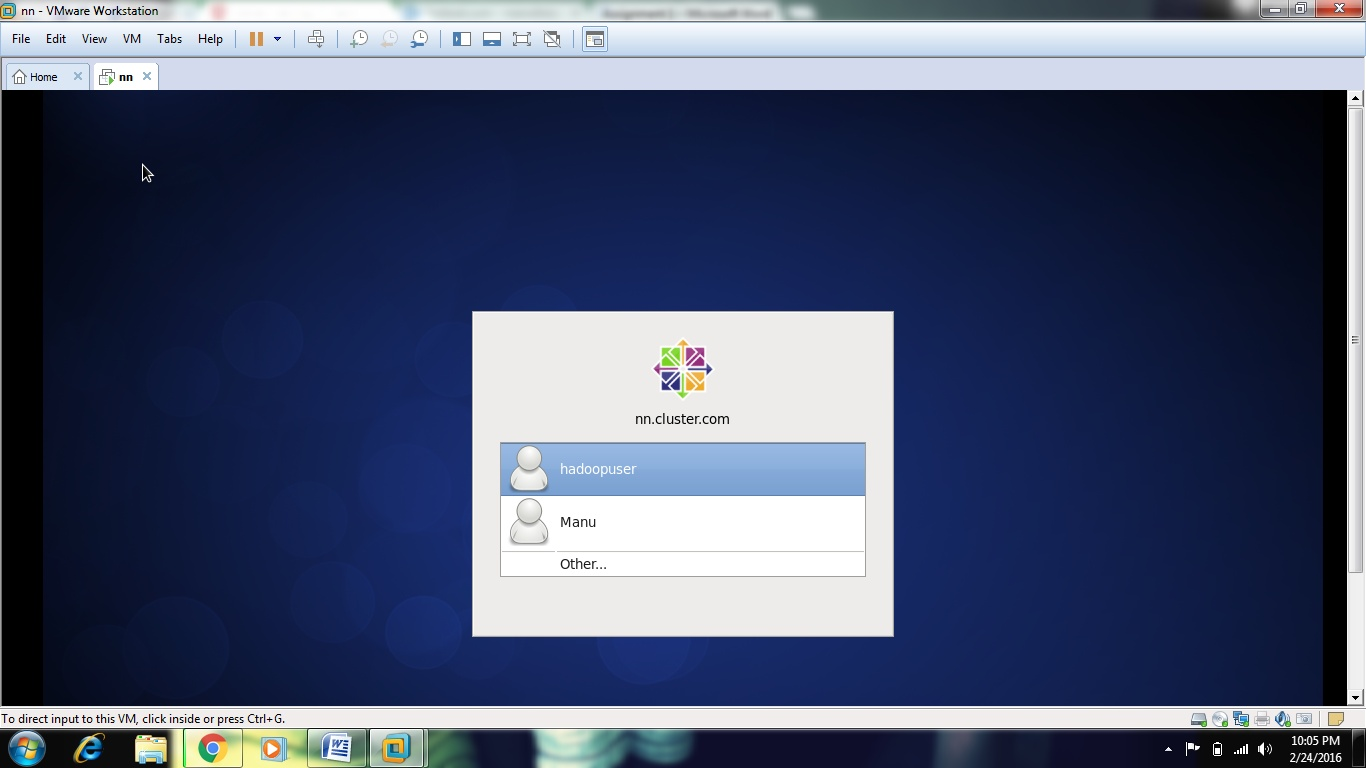 nn - VMware Workstation
File Edit View VM Tabs Help
Home nn
nn.cluster.com
hadoopuser
Manu
Other...
To direct input to this VM, click inside or press Ctrl+G.
10:05 PM
2/24/2016